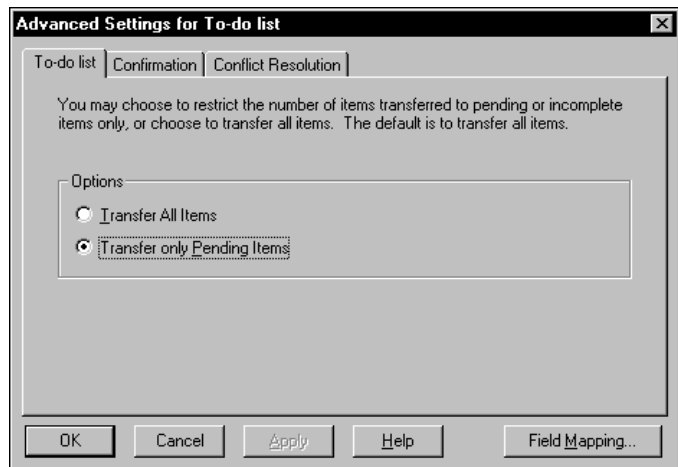 Advanced Settings for To-do list
To-do list Confirmation Conflict Resolution
You may choose to restrict the number of items transferred to pending or incomplete
items only, or choose to transfer all items. The default is to transfer all items.
Options
Transfer All Items
Transfer only Pending Items
OK Cancel Apply Help Field Mapping...